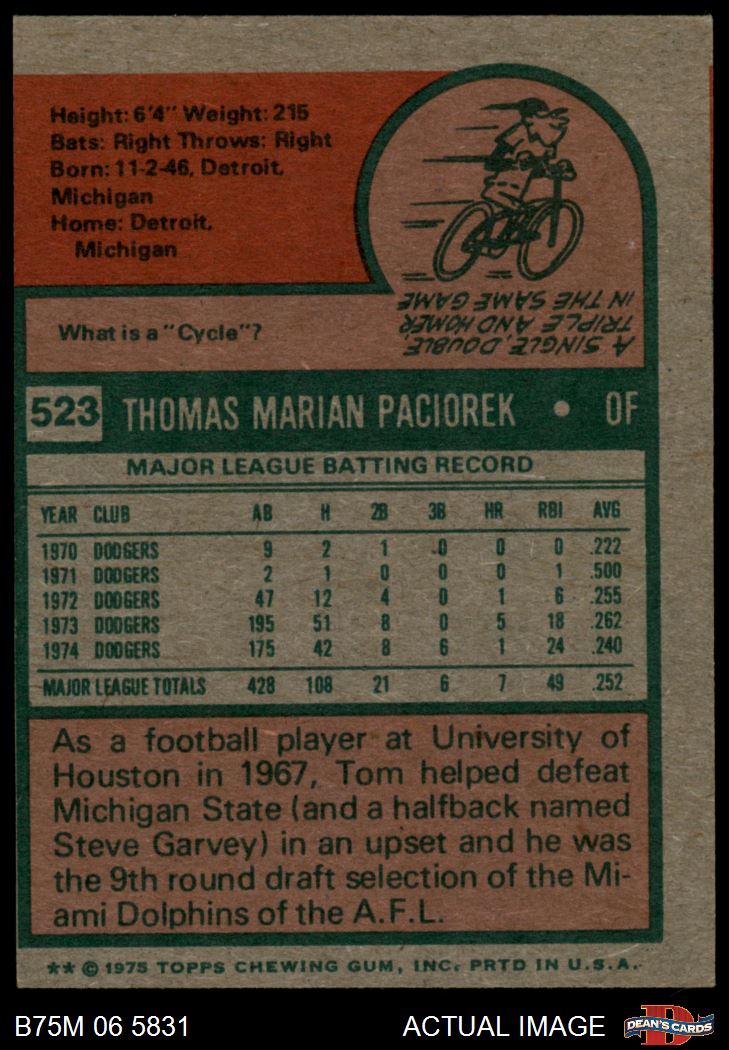 Height: 6'4" Weight: 215
Bats: Right Throws: Right
Born: 11-2-46, Detroit,
Michigan
Home: Detroit,
Michigan
What is a "Cycle"?
A SINGLE, DOUBLE,
TRIPLE AND HOMER
IN THE SAME GAME
523 THOMAS MARIAN PACIOREK • OF
MAJOR LEAGUE BATTING RECORD
YEAR CLUB AB H 2B 3B HR RBI AVG
1970 DODGERS 9 2 1 0 0 0 .222
1971 DODGERS 2 1 0 0 0 1 .500
1972 DODGERS 47 12 4 0 1 6 .255
1973 DODGERS 195 51 8 0 5 18 .262
1974 DODGERS 175 42 8 6 1 24 .240
MAJOR LEAGUE TOTALS 428 108 21 6 7 49 .252
As a football player at University of
Houston in 1967, Tom helped defeat
Michigan State (and a halfback named
Steve Garvey) in an upset and he was
the 9th round draft selection of the Mi-
ami Dolphins of the A.F.L.
** © 1975 TOPPS CHEWING GUM, INC. PRTD IN U.S.A.
B75M 06 5831 ACTUAL IMAGE DEAN'S CARDS